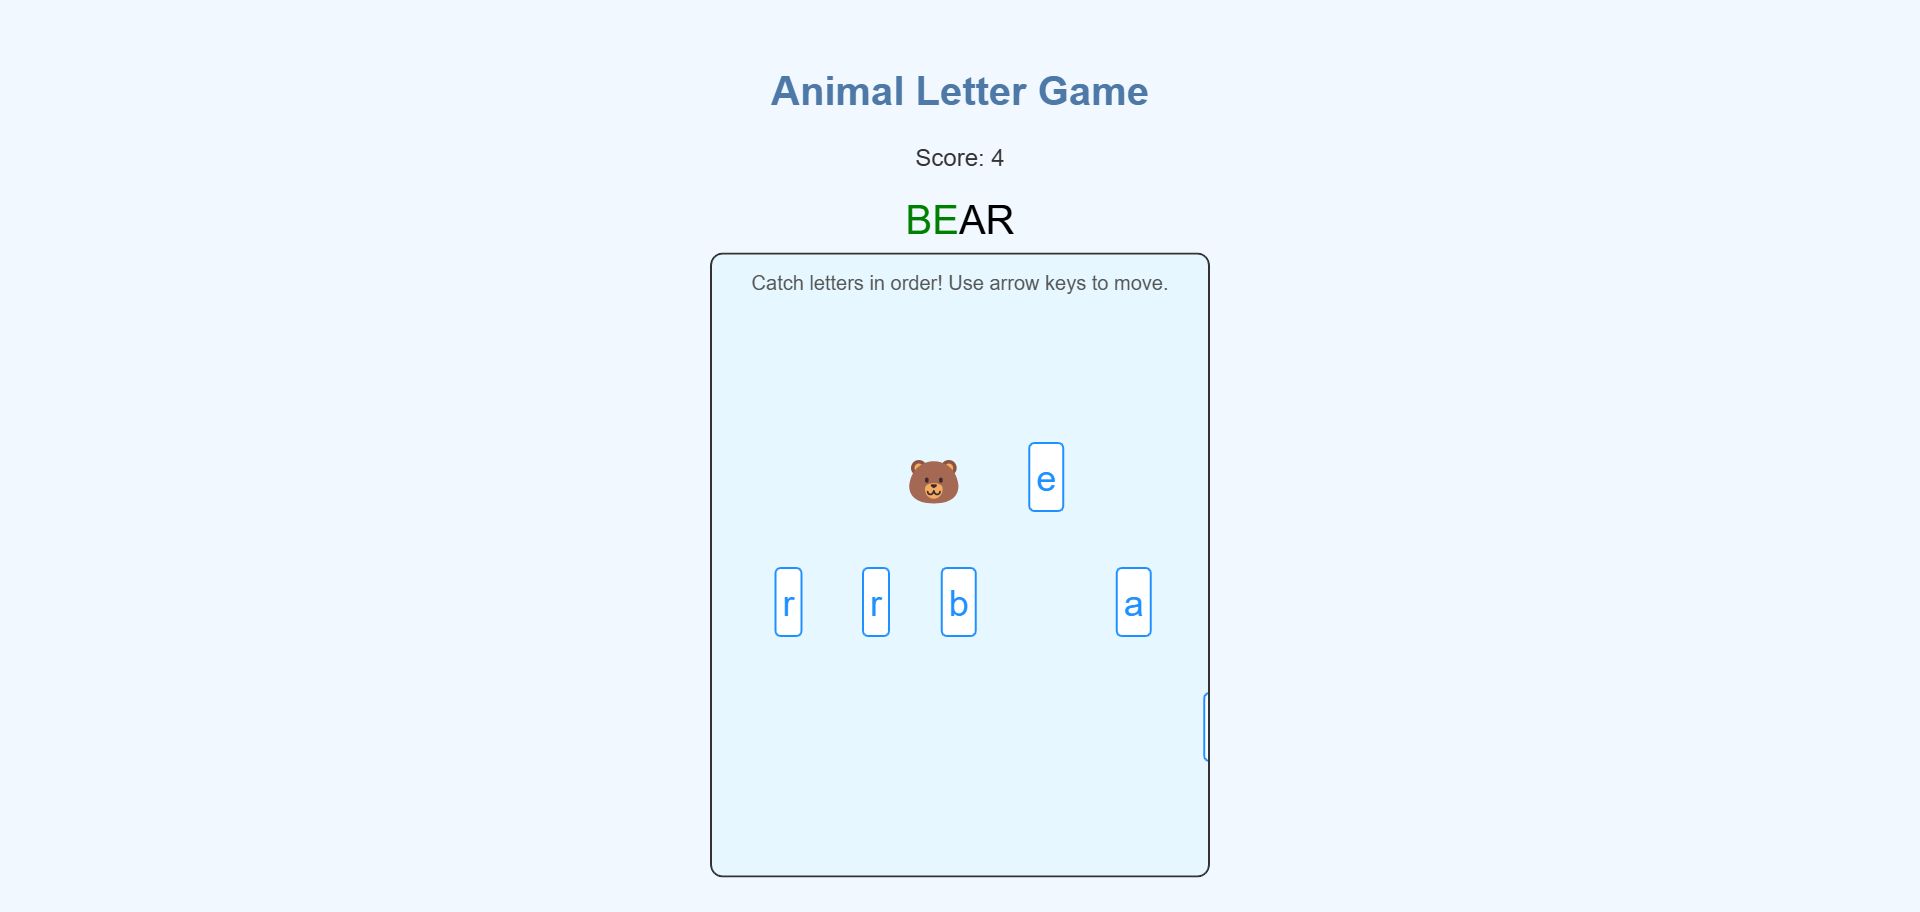 Animal Letter Game
Score: 4
BEAR
Catch letters in order! Use arrow keys to move.
e
r r b a